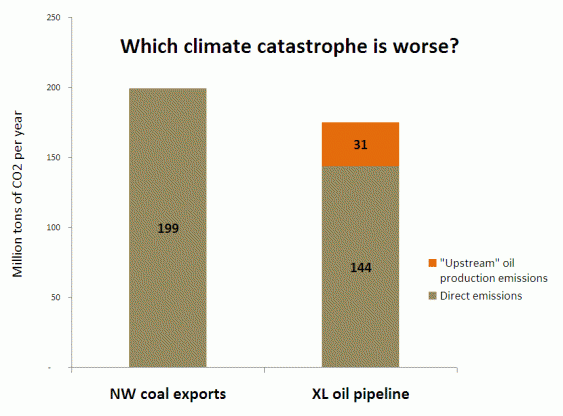 Which climate catastrophe is worse?
Million tons of CO2 per year
250
200
150
100
50
-
199
31
144
"Upstream" oil
production emissions
Direct emissions
NW coal exports
XL oil pipeline